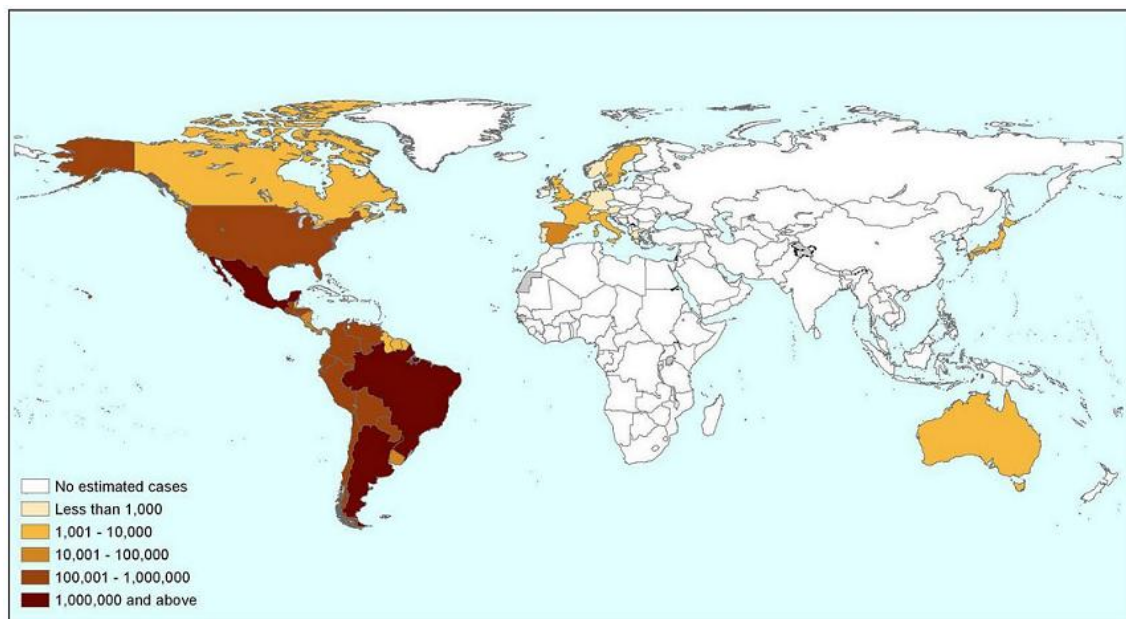 No estimated cases
Less than 1,000
1,001 - 10,000
10,001 - 100,000
100,001 - 1,000,000
1,000,000 and above